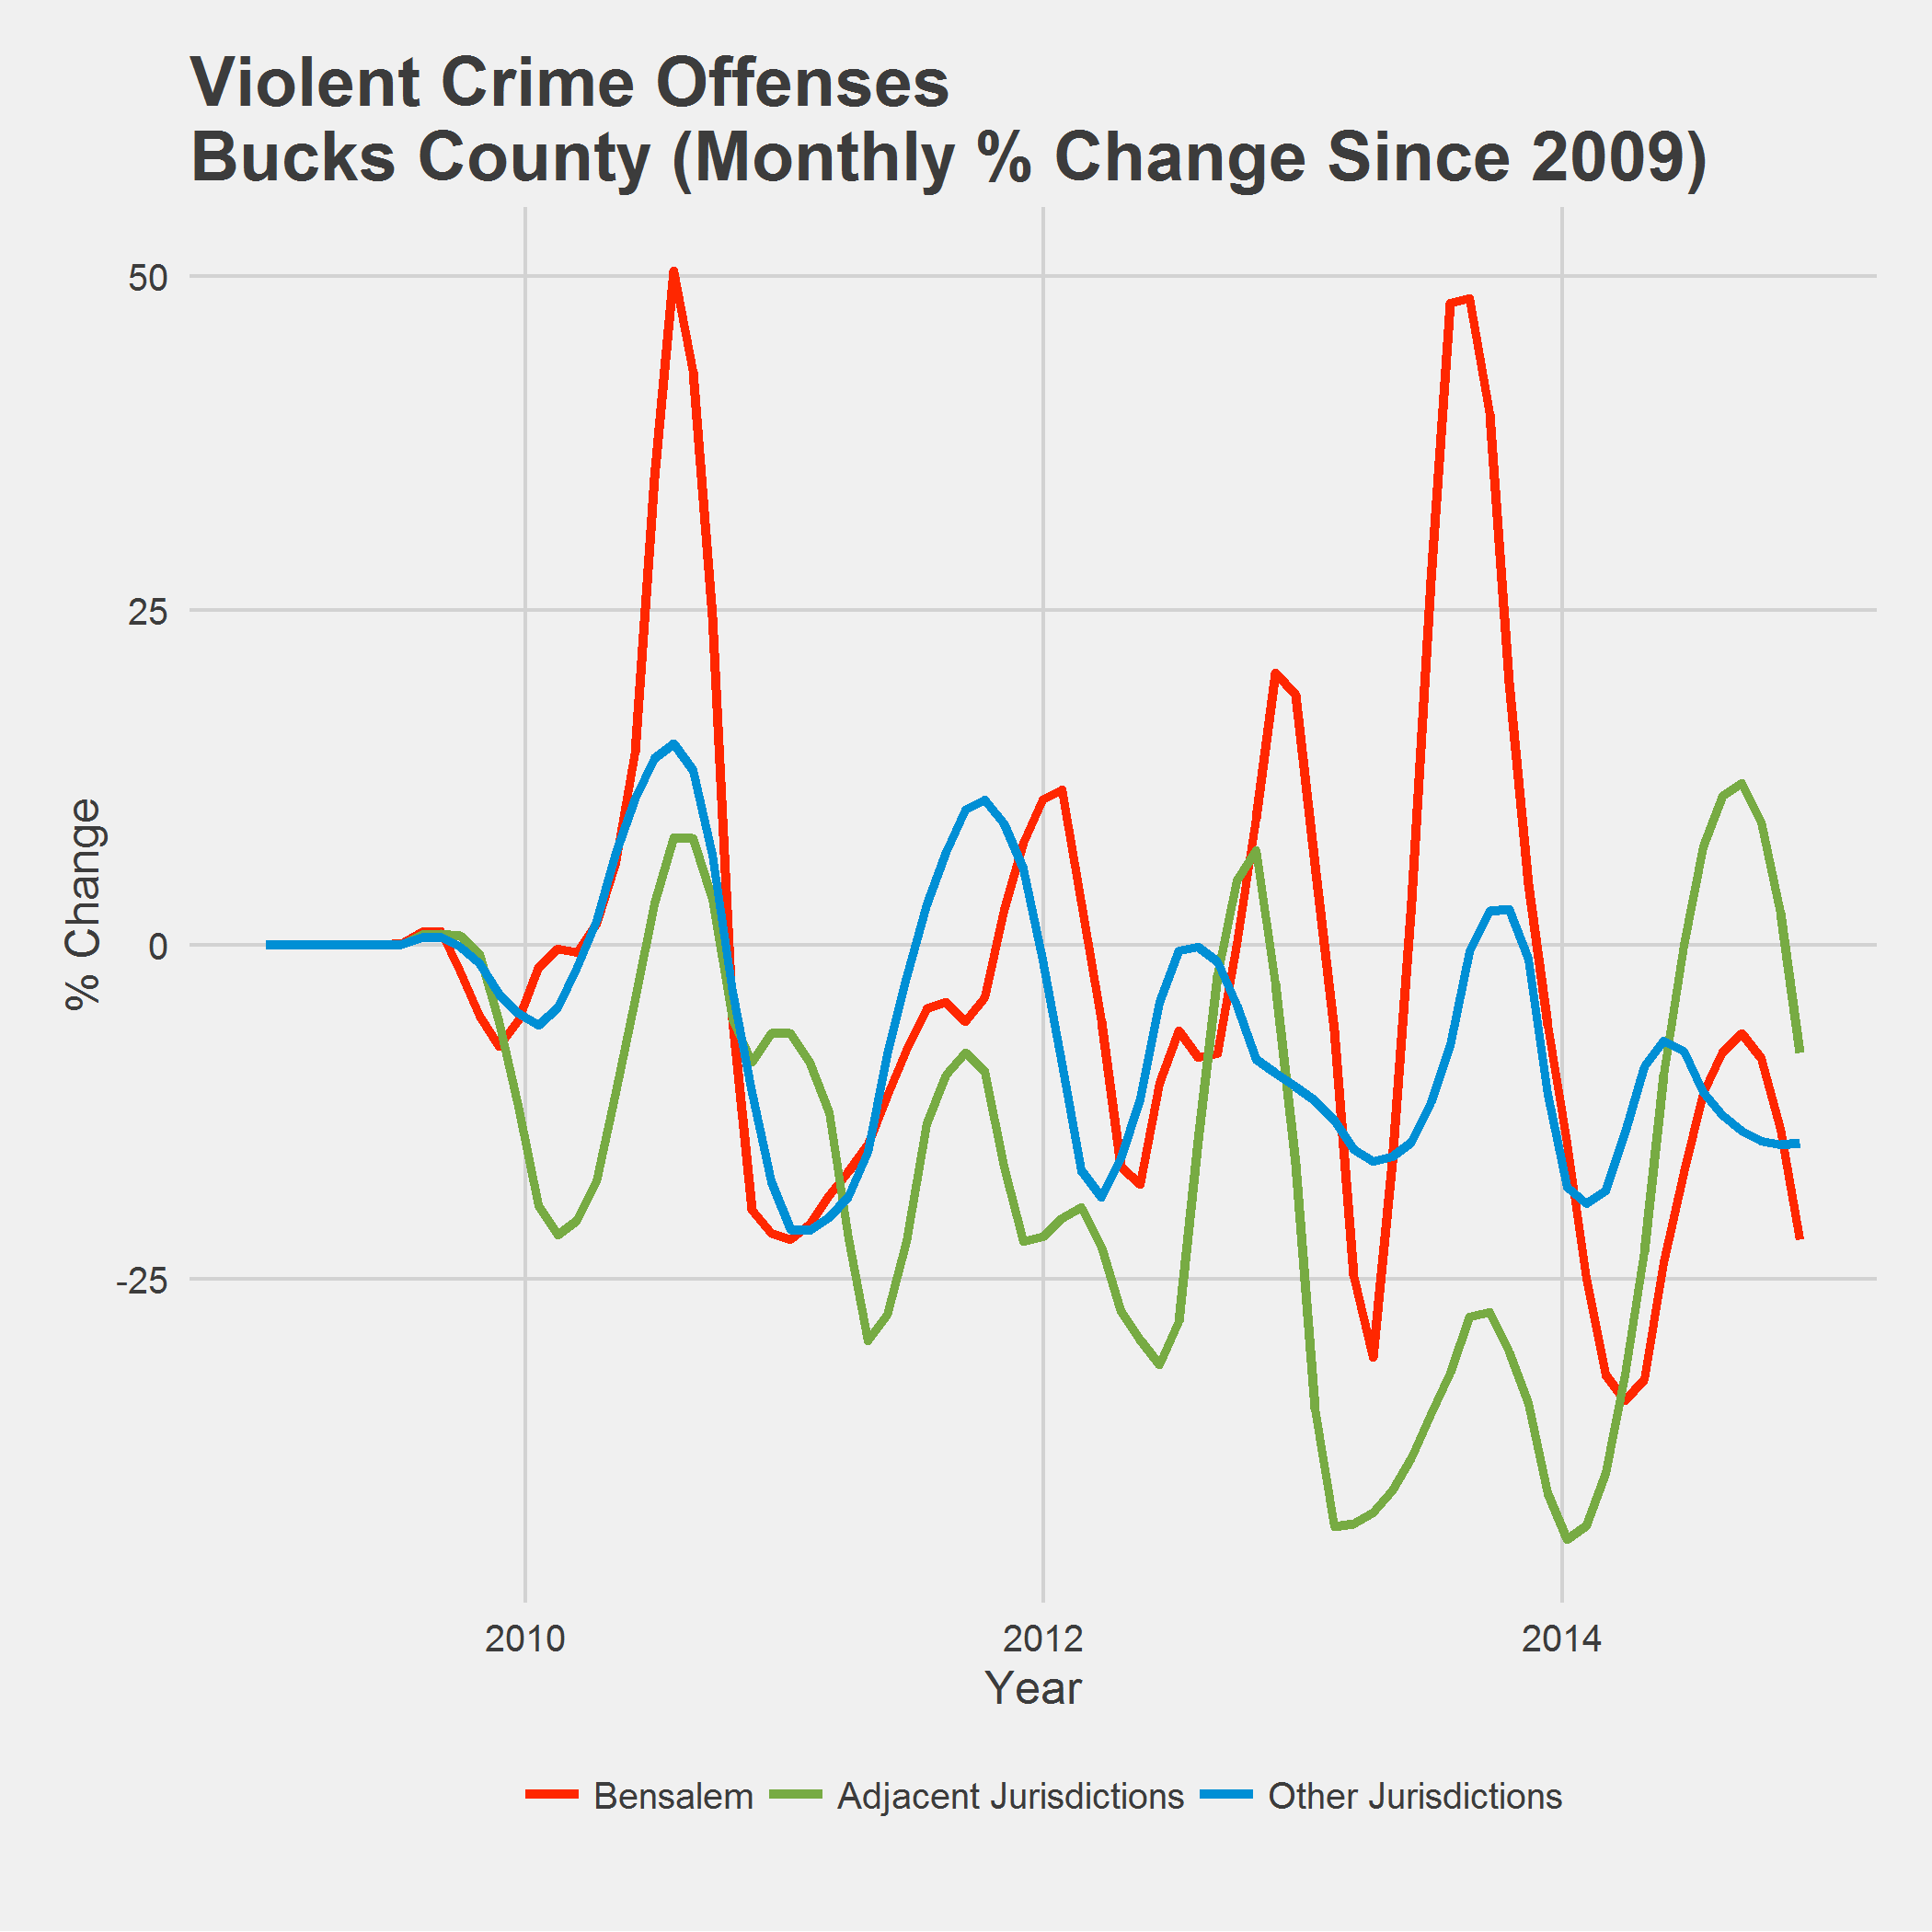 Violent Crime Offenses
Bucks County (Monthly % Change Since 2009)
50
25
0
-25
% Change
2010 2012 2014
Year
Bensalem Adjacent Jurisdictions Other Jurisdictions